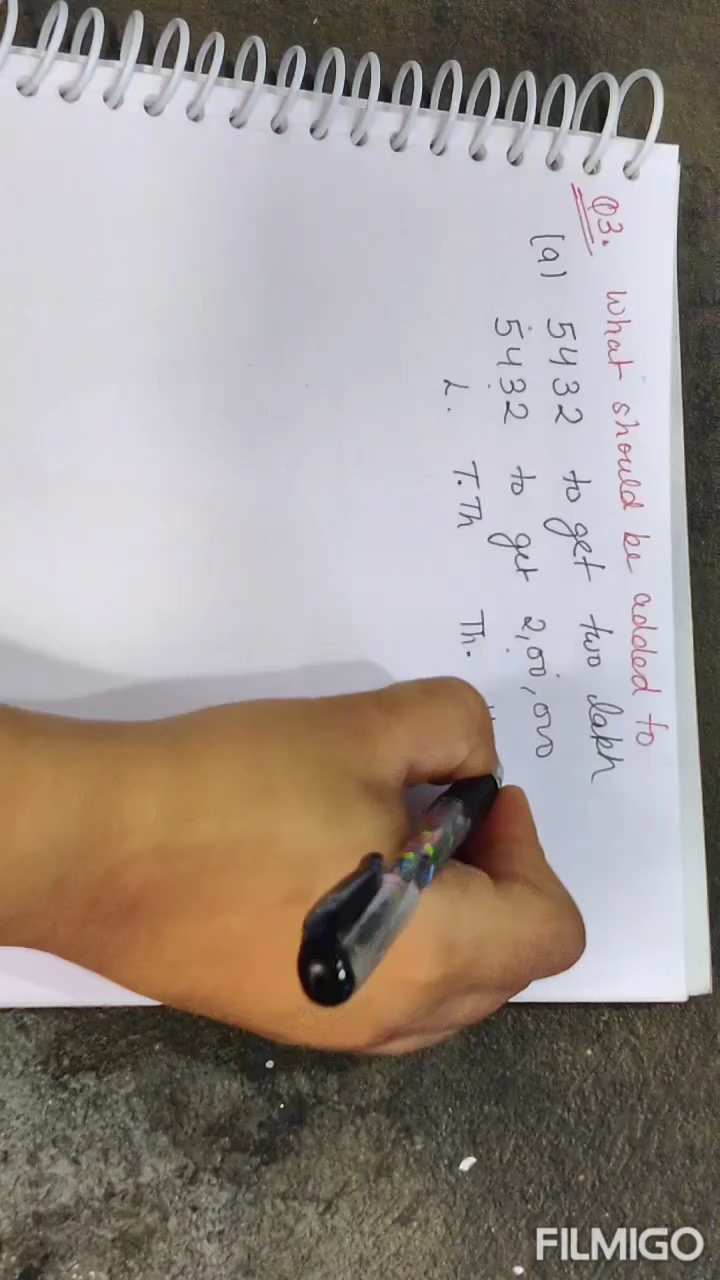 Q3. What should be added to
(a) 5432 to get two lakh
5432 to get 2,00,000
L. T.Th Th.
FILMIGO